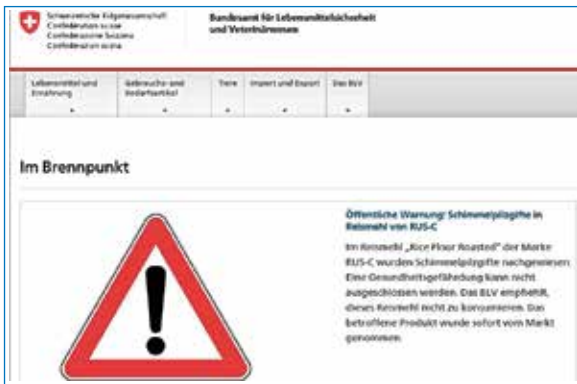 Schweizerische Eidgenossenschaft
Confédération suisse
Confederazione Svizzera
Confederaziun svizra
Bundesamt für Lebensmittelsicherheit
und Veterinärwesen
Lebensmittel und
Ernährung
Gebrauchs- und
Bedarfsartikel
Tiere
Import und Export
Das BLV
Im Brennpunkt
Öffentliche Warnung: Schimmelpilzgifte in
Reismehl von RUS-C
Im Reismehl „Rice Flour Roasted“ der Marke
RUS-C wurden Schimmelpilzgifte nachgewiesen.
Eine Gesundheitsgefährdung kann nicht
ausgeschlossen werden. Das BLV empfiehlt,
dieses Reismehl nicht zu konsumieren. Das
betroffene Produkt wurde sofort vom Markt
genommen.